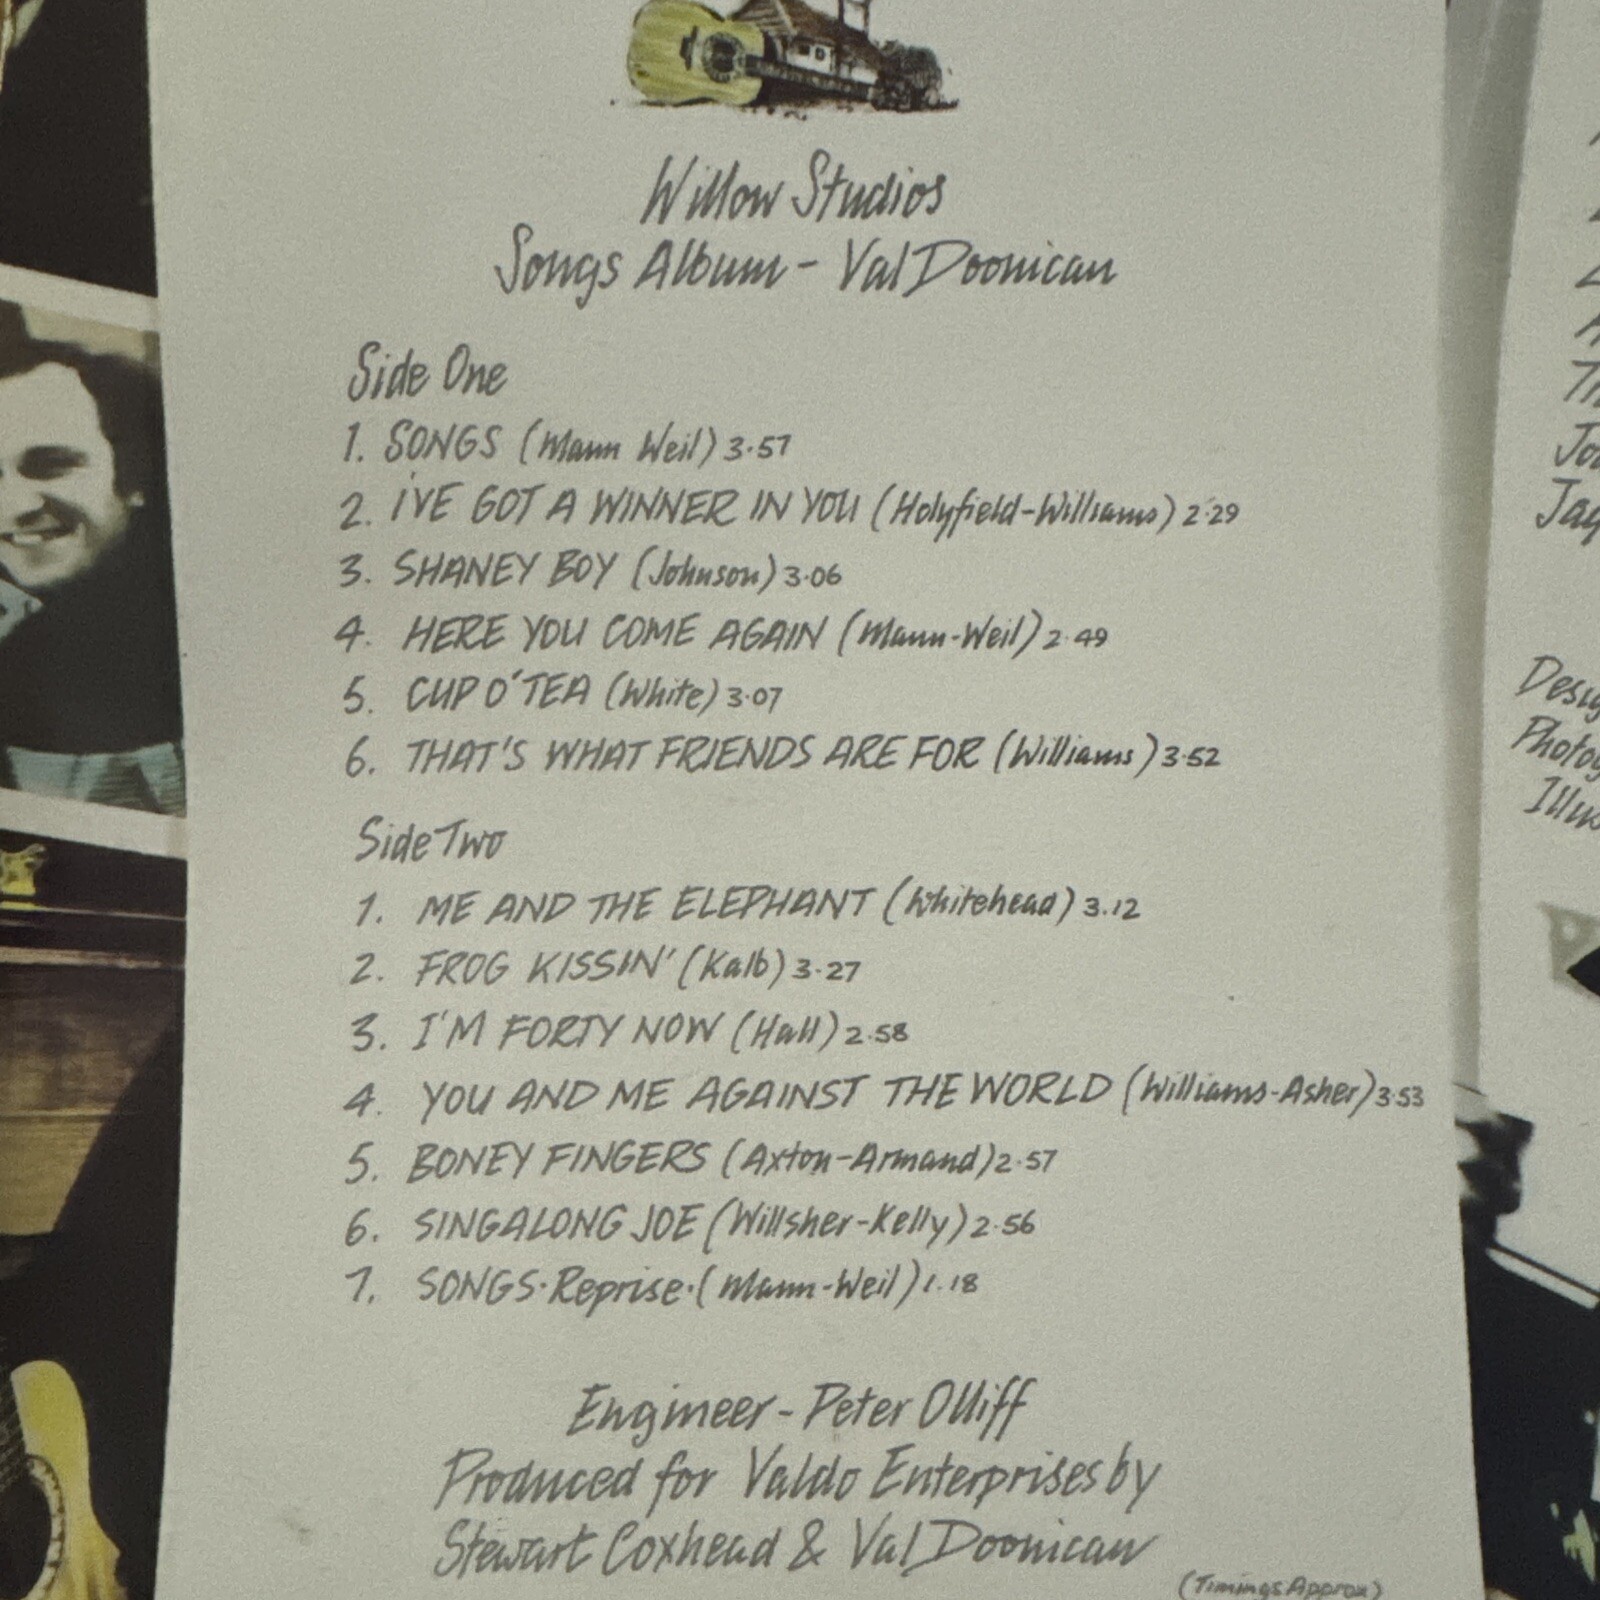 Willow Studios
Songs Album - Val Doonican
Side One
1. SONGS (Mann Weil) 3.57
2. I'VE GOT A WINNER IN YOU (Holyfield-Williams) 2.29
3. SHANEY BOY (Johnson) 3.06
4. HERE YOU COME AGAIN (Mann-Weil) 2.49
5. CUP O'TEA (White) 3.07
6. THAT'S WHAT FRIENDS ARE FOR (Williams) 3.52
Side Two
1. ME AND THE ELEPHANT (Whitehead) 3.12
2. FROG KISSIN' (Kalb) 3.27
3. I'M FORTY NOW (Hall) 2.58
4. YOU AND ME AGAINST THE WORLD (Williams-Asher) 3.53
5. BONEY FINGERS (Axton-Armand) 2.57
6. SINGALONG JOE (Willsher-Kelly) 2.56
7. SONGS·Reprise·(Mann-Weil) 1.18
Engineer - Peter Olliff
Produced for Valdo Enterprises by
Stewart Coxhead & Val Doonican
(Timings Approx)